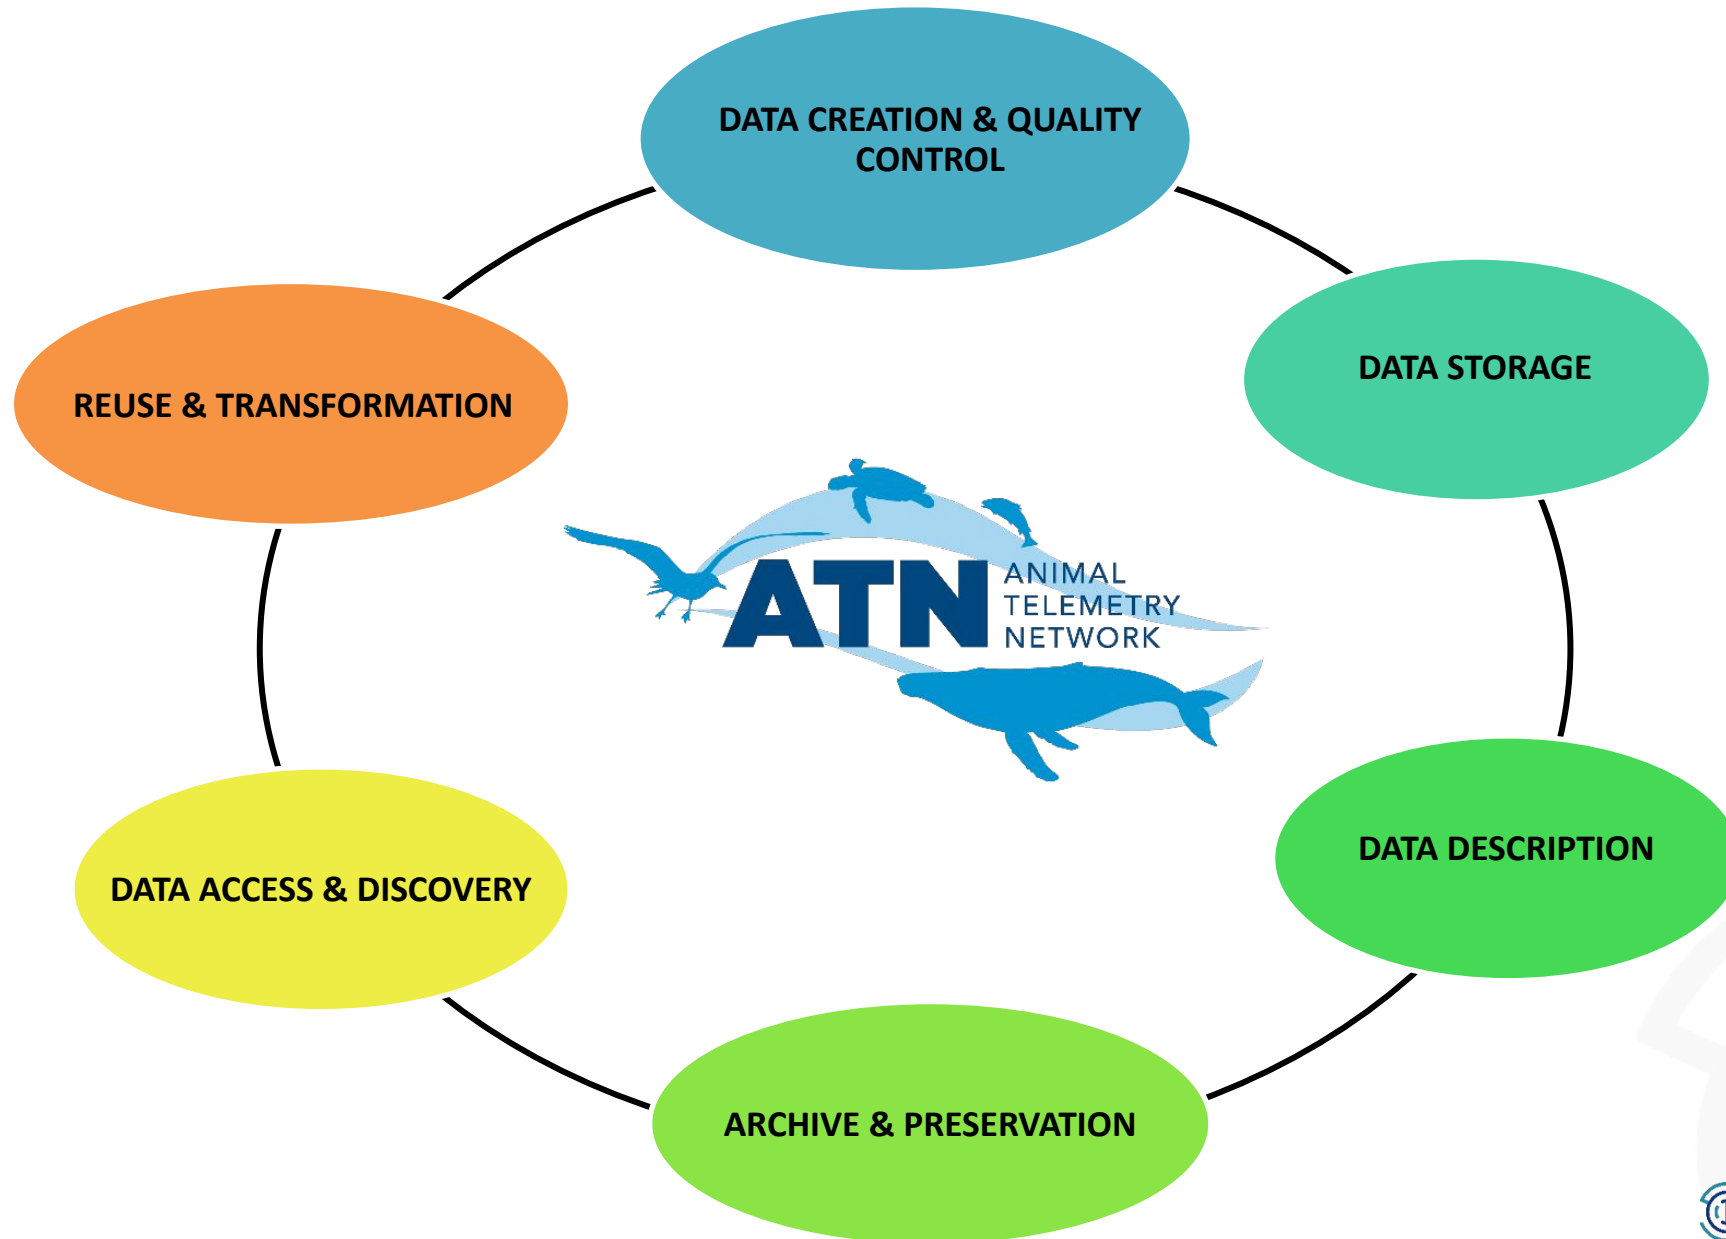 DATA CREATION & QUALITY
CONTROL
DATA STORAGE
REUSE & TRANSFORMATION
ATN
ANIMAL
TELEMETRY
NETWORK
DATA DESCRIPTION
DATA ACCESS & DISCOVERY
ARCHIVE & PRESERVATION